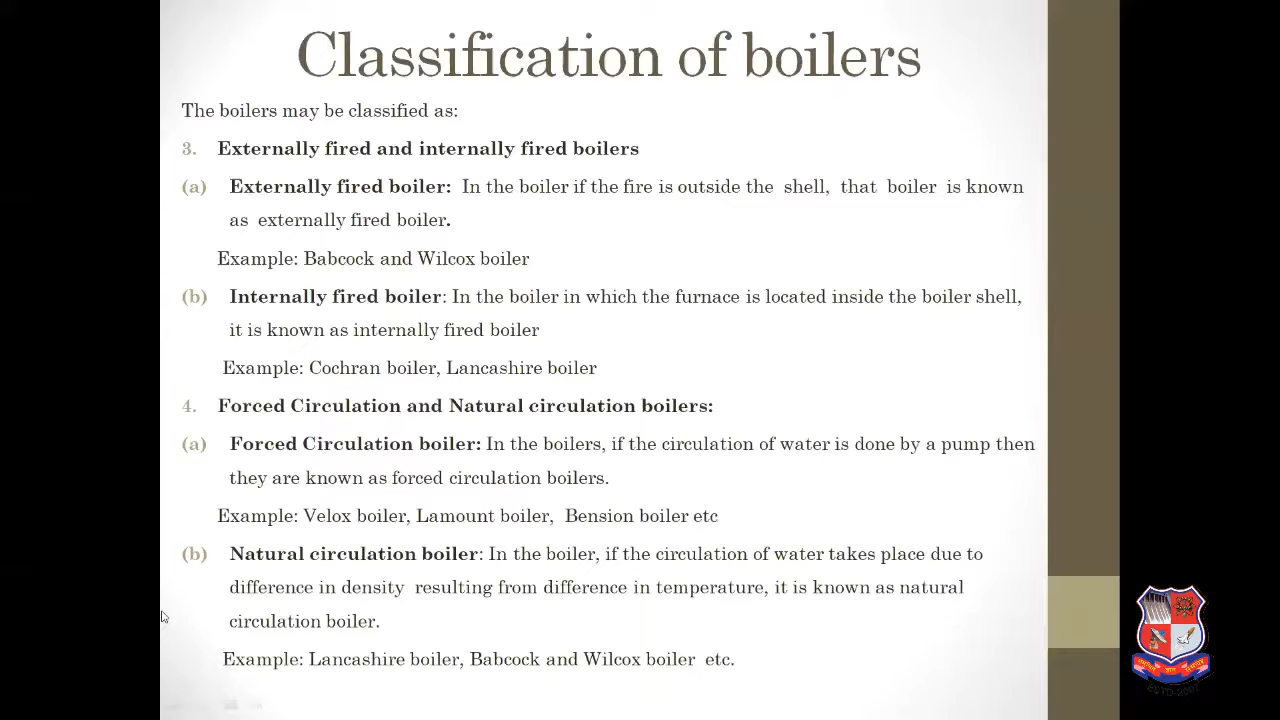 Classification of boilers
The boilers may be classified as:
3. Externally fired and internally fired boilers
(a) Externally fired boiler: In the boiler if the fire is outside the shell, that boiler is known
as externally fired boiler.
Example: Babcock and Wilcox boiler
(b) Internally fired boiler: In the boiler in which the furnace is located inside the boiler shell,
it is known as internally fired boiler
Example: Cochran boiler, Lancashire boiler
4. Forced Circulation and Natural circulation boilers:
(a) Forced Circulation boiler: In the boilers, if the circulation of water is done by a pump then
they are known as forced circulation boilers.
Example: Velox boiler, Lamount boiler, Bension boiler etc
(b) Natural circulation boiler: In the boiler, if the circulation of water takes place due to
difference in density resulting from difference in temperature, it is known as natural
circulation boiler.
Example: Lancashire boiler, Babcock and Wilcox boiler etc.